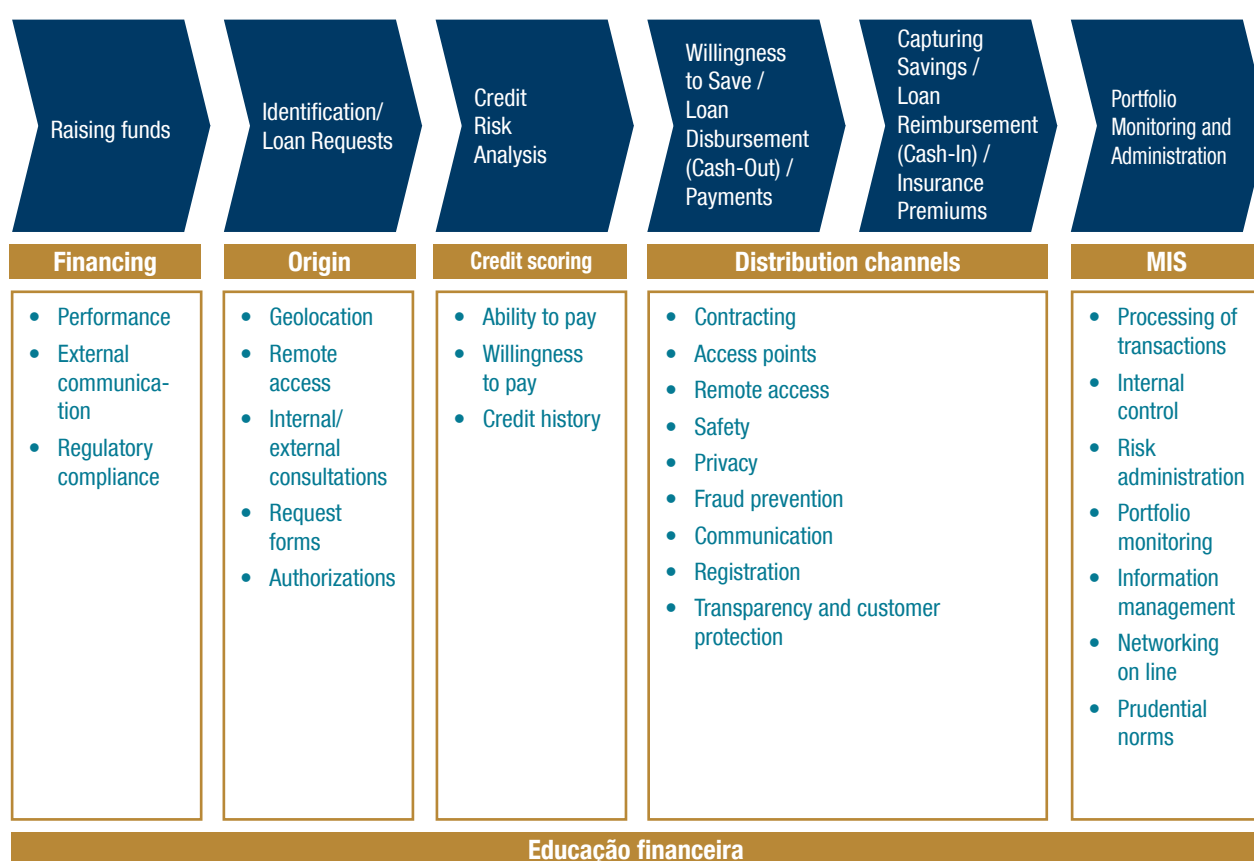 Raising funds
Identification/
Loan Requests
Credit
Risk
Analysis
Willingness
to Save /
Loan
Disbursement
(Cash-Out) /
Payments
Capturing
Savings /
Loan
Reimbursement
(Cash-In) /
Insurance
Premiums
Portfolio
Monitoring and
Administration
Financing
Origin
Credit scoring
Distribution channels
MIS
• Performance
• External
communica-
tion
• Regulatory
compliance
• Geolocation
• Remote
access
• Internal/
external
consultations
• Request
forms
• Authorizations
• Ability to pay
• Willingness
to pay
• Credit history
• Contracting
• Access points
• Remote access
• Safety
• Privacy
• Fraud prevention
• Communication
• Registration
• Transparency and customer
protection
• Processing of
transactions
• Internal
control
• Risk
administration
• Portfolio
monitoring
• Information
management
• Networking
on line
• Prudential
norms
Educação financeira